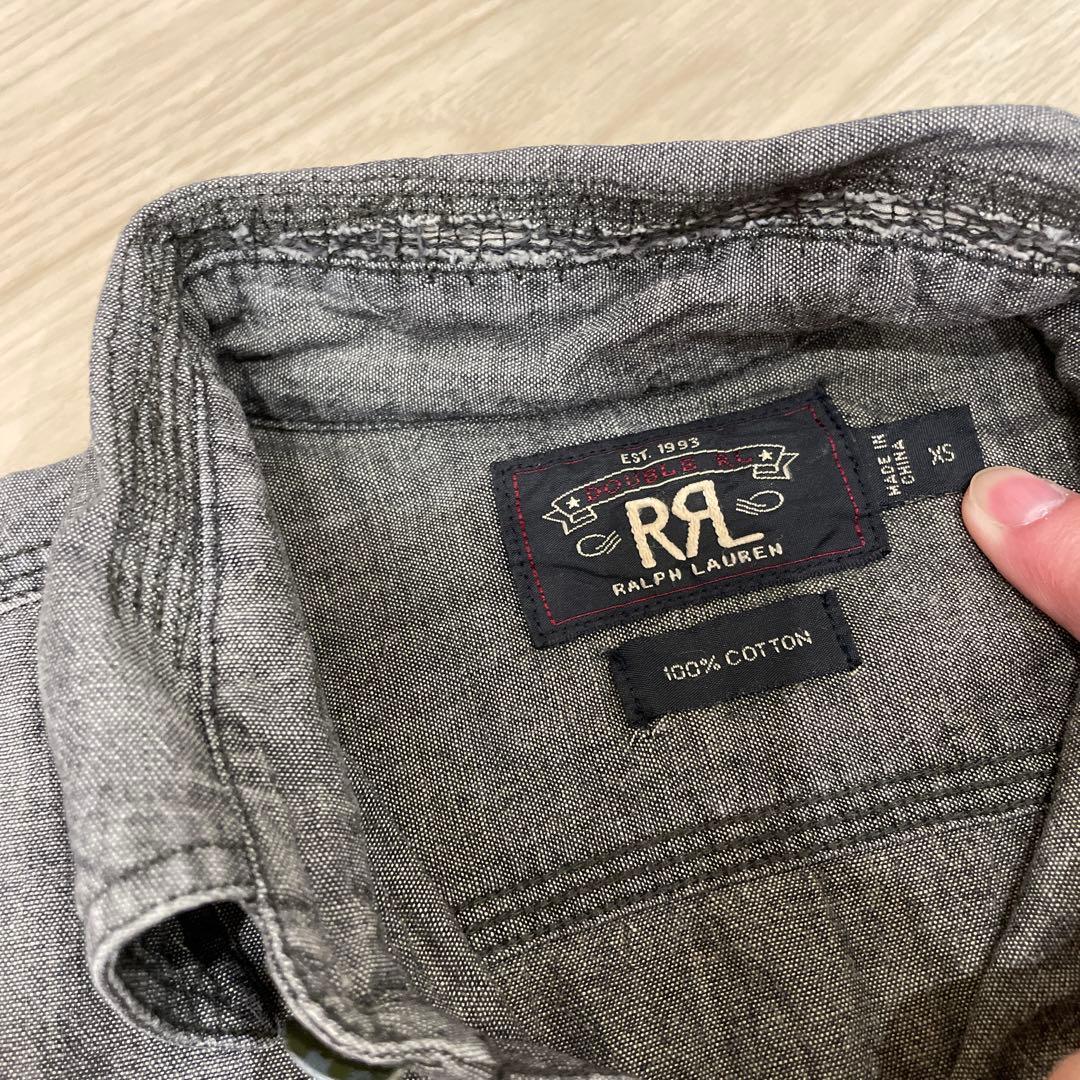 EST. 1993
DOUBLE RL
RRL
RALPH LAUREN
MADE IN
CHINA
XS
100% COTTON